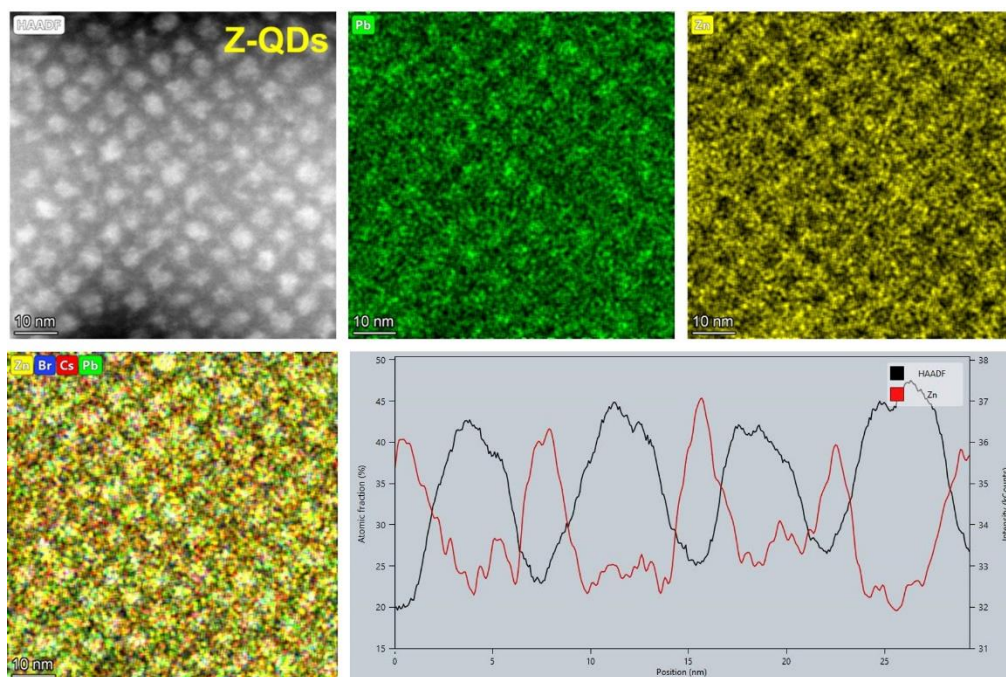 HAADF
Z-QDs
10 nm
Pb
10 nm
Zn
10 nm
Zn Br Cs Pb
10 nm
50
45
40
35
30
25
20
15
Atomic fraction (%)
0 5 10 15 20 25
Position (nm)
38
37
36
35
34
33
32
31
Intensity (kCounts)
HAADF
Zn